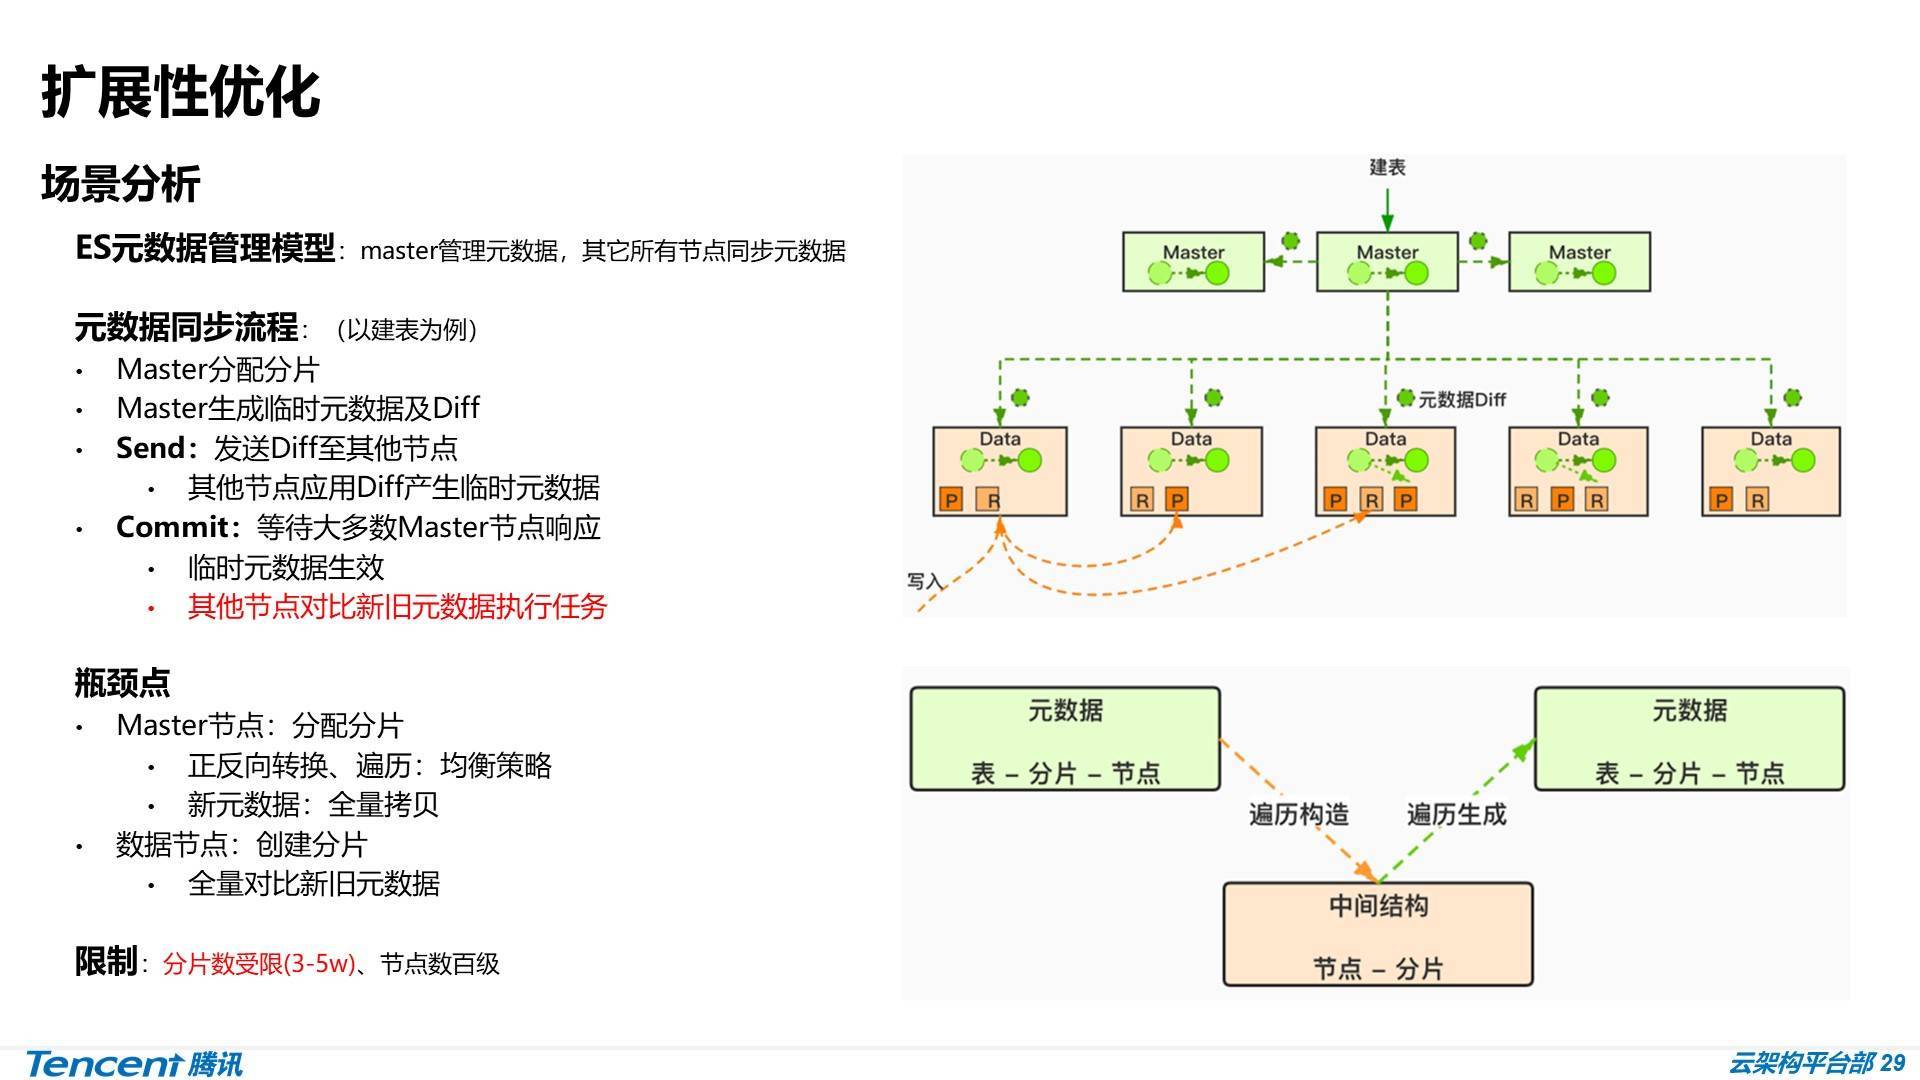 扩展性优化
场景分析
ES元数据管理模型：master管理元数据，其它所有节点同步元数据
元数据同步流程：（以建表为例）
• Master分配分片
• Master生成临时元数据及Diff
• Send：发送Diff至其他节点
• 其他节点应用Diff产生临时元数据
• Commit：等待大多数Master节点响应
• 临时元数据生效
• 其他节点对比新旧元数据执行任务
瓶颈点
• Master节点：分配分片
• 正反向转换、遍历：均衡策略
• 新元数据：全量拷贝
• 数据节点：创建分片
• 全量对比新旧元数据
限制：分片数受限(3-5w)、节点数百级
建表
Master Master Master
元数据Diff
Data Data Data Data Data
P R R P P R P R P R P R
写入
元数据 元数据
表 – 分片 – 节点 表 – 分片 – 节点
遍历构造 遍历生成
中间结构
节点 – 分片
Tencent 腾讯
云架构平台部 29